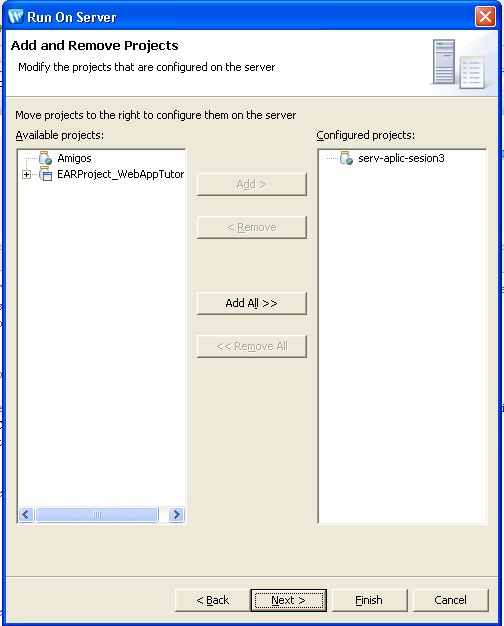 Run On Server
Add and Remove Projects
Modify the projects that are configured on the server
Move projects to the right to configure them on the server
Available projects:
Configured projects:
Amigos
EARProject_WebAppTutor
serv-aplic-sesion3
Add >
< Remove
Add All >>
<< Remove All
< Back
Next >
Finish
Cancel